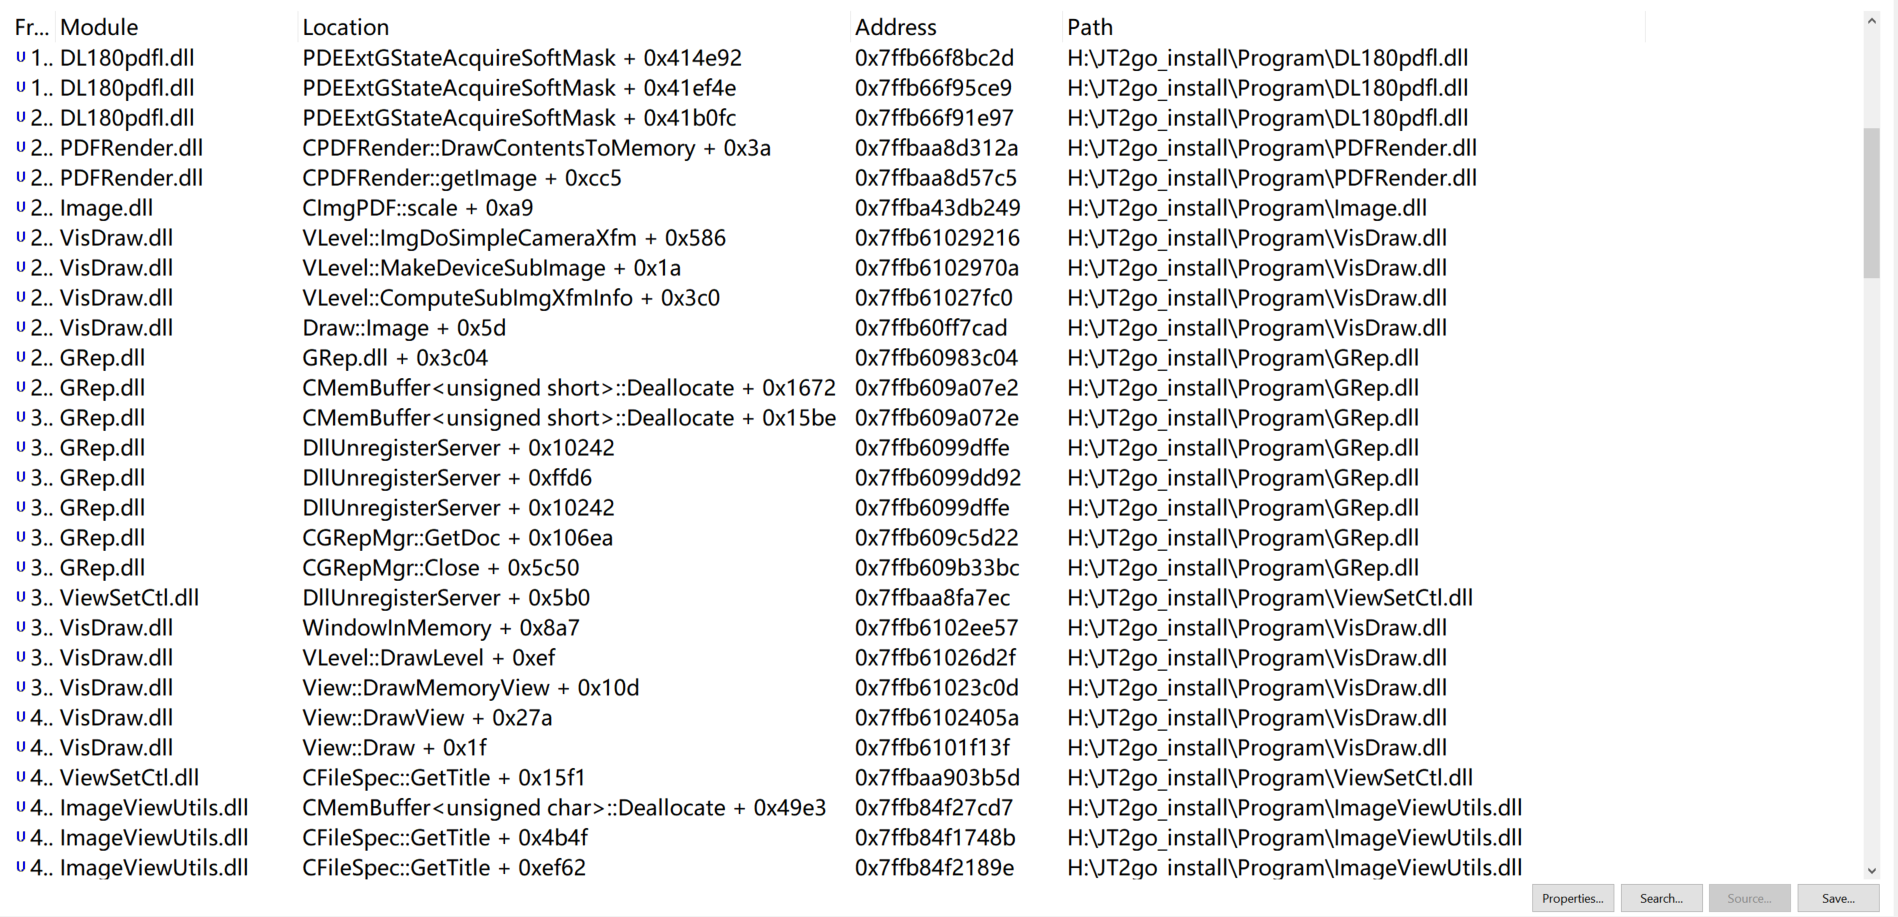 Fr... Module Location Address Path
U 1.. DL180pdfl.dll PDEExtGStateAcquireSoftMask + 0x414e92 0x7ffb66f8bc2d H:\JT2go_install\Program\DL180pdfl.dll
U 1.. DL180pdfl.dll PDEExtGStateAcquireSoftMask + 0x41ef4e 0x7ffb66f95ce9 H:\JT2go_install\Program\DL180pdfl.dll
U 2.. DL180pdfl.dll PDEExtGStateAcquireSoftMask + 0x41b0fc 0x7ffb66f91e97 H:\JT2go_install\Program\DL180pdfl.dll
U 2.. PDFRender.dll CPDFRender::DrawContentsToMemory + 0x3a 0x7ffbaa8d312a H:\JT2go_install\Program\PDFRender.dll
U 2.. PDFRender.dll CPDFRender::getImage + 0xcc5 0x7ffbaa8d57c5 H:\JT2go_install\Program\PDFRender.dll
U 2.. Image.dll CImgPDF::scale + 0xa9 0x7ffba43db249 H:\JT2go_install\Program\Image.dll
U 2.. VisDraw.dll VLevel::ImgDoSimpleCameraXfm + 0x586 0x7ffb61029216 H:\JT2go_install\Program\VisDraw.dll
U 2.. VisDraw.dll VLevel::MakeDeviceSubImage + 0x1a 0x7ffb6102970a H:\JT2go_install\Program\VisDraw.dll
U 2.. VisDraw.dll VLevel::ComputeSubImgXfmInfo + 0x3c0 0x7ffb61027fc0 H:\JT2go_install\Program\VisDraw.dll
U 2.. VisDraw.dll Draw::Image + 0x5d 0x7ffb60ff7cad H:\JT2go_install\Program\VisDraw.dll
U 2.. GRep.dll GRep.dll + 0x3c04 0x7ffb60983c04 H:\JT2go_install\Program\GRep.dll
U 2.. GRep.dll CMemBuffer<unsigned short>::Deallocate + 0x1672 0x7ffb609a07e2 H:\JT2go_install\Program\GRep.dll
U 3.. GRep.dll CMemBuffer<unsigned short>::Deallocate + 0x15be 0x7ffb609a072e H:\JT2go_install\Program\GRep.dll
U 3.. GRep.dll DllUnregisterServer + 0x10242 0x7ffb6099dffe H:\JT2go_install\Program\GRep.dll
U 3.. GRep.dll DllUnregisterServer + 0xffd6 0x7ffb6099dd92 H:\JT2go_install\Program\GRep.dll
U 3.. GRep.dll DllUnregisterServer + 0x10242 0x7ffb6099dffe H:\JT2go_install\Program\GRep.dll
U 3.. GRep.dll CGRepMgr::GetDoc + 0x106ea 0x7ffb609c5d22 H:\JT2go_install\Program\GRep.dll
U 3.. GRep.dll CGRepMgr::Close + 0x5c50 0x7ffb609b33bc H:\JT2go_install\Program\GRep.dll
U 3.. ViewSetCtl.dll DllUnregisterServer + 0x5b0 0x7ffbaa8fa7ec H:\JT2go_install\Program\ViewSetCtl.dll
U 3.. VisDraw.dll WindowInMemory + 0x8a7 0x7ffb6102ee57 H:\JT2go_install\Program\VisDraw.dll
U 3.. VisDraw.dll VLevel::DrawLevel + 0xef 0x7ffb61026d2f H:\JT2go_install\Program\VisDraw.dll
U 3.. VisDraw.dll View::DrawMemoryView + 0x10d 0x7ffb61023c0d H:\JT2go_install\Program\VisDraw.dll
U 4.. VisDraw.dll View::DrawView + 0x27a 0x7ffb6102405a H:\JT2go_install\Program\VisDraw.dll
U 4.. VisDraw.dll View::Draw + 0x1f 0x7ffb6101f13f H:\JT2go_install\Program\VisDraw.dll
U 4.. ViewSetCtl.dll CFileSpec::GetTitle + 0x15f1 0x7ffbaa903b5d H:\JT2go_install\Program\ViewSetCtl.dll
U 4.. ImageViewUtils.dll CMemBuffer<unsigned char>::Deallocate + 0x49e3 0x7ffb84f27cd7 H:\JT2go_install\Program\ImageViewUtils.dll
U 4.. ImageViewUtils.dll CFileSpec::GetTitle + 0x4b4f 0x7ffb84f1748b H:\JT2go_install\Program\ImageViewUtils.dll
U 4.. ImageViewUtils.dll CFileSpec::GetTitle + 0xef62 0x7ffb84f2189e H:\JT2go_install\Program\ImageViewUtils.dll
Properties... Search... Source... Save...